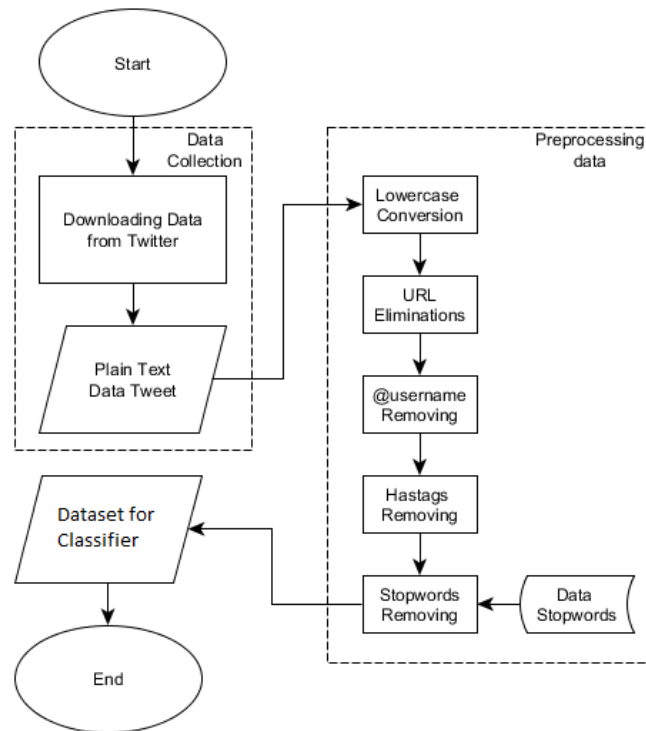 Start
Data
Collection
Downloading Data
from Twitter
Plain Text
Data Tweet
Preprocessing
data
Lowercase
Conversion
URL
Eliminations
@username
Removing
Hastags
Removing
Stopwords
Removing
Data
Stopwords
Dataset for
Classifier
End